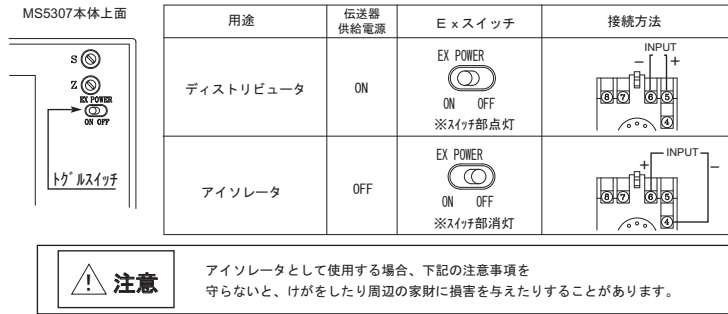 MS5307本体上面
S
Z
EX POWER
ON OFF
トグルスイッチ
用途
伝送器
供給電源
Exスイッチ
接続方法
ディストリビュータ
ON
EX POWER
ON OFF
※スイッチ部点灯
INPUT
− +
⑧ ⑦ ⑥ ⑤
④
アイソレータ
OFF
EX POWER
ON OFF
※スイッチ部消灯
INPUT
+ −
⑧ ⑦ ⑥ ⑤
④
注意
アイソレータとして使用する場合、下記の注意事項を
守らないと、けがをしたり周辺の家財に損害を与えたりすることがあります。